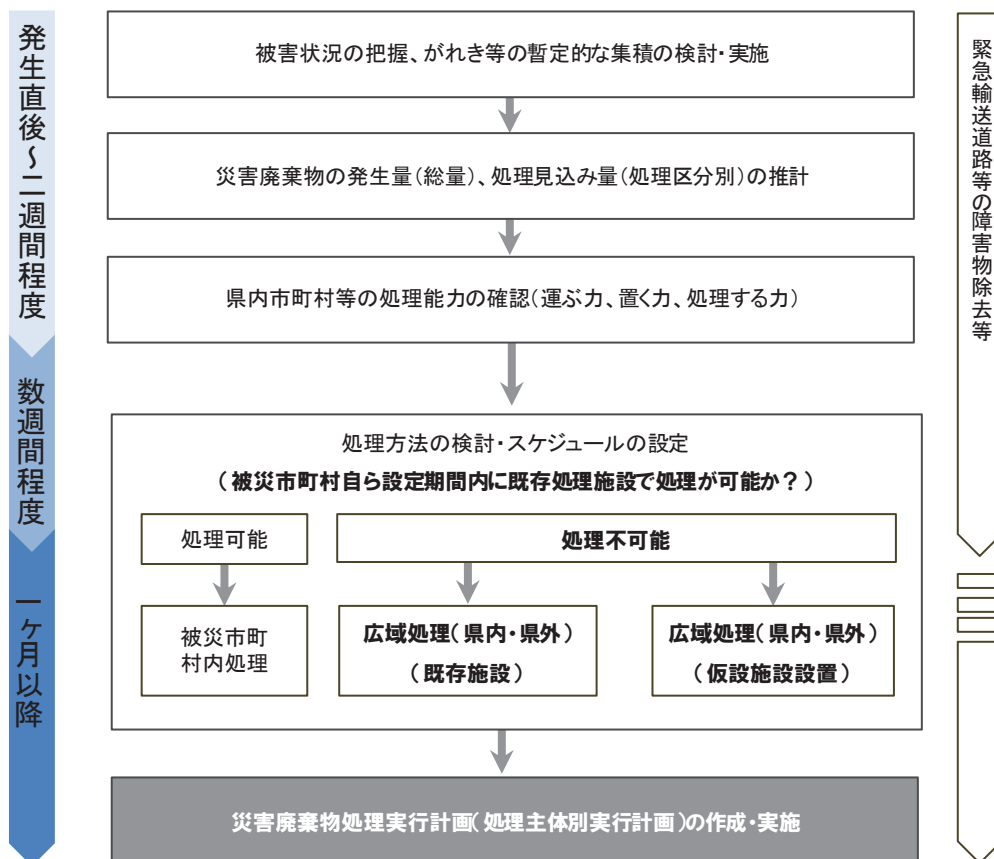 発生直後～二週間程度
数週間程度
一ヶ月以降
被害状況の把握、がれき等の暫定的な集積の検討・実施
災害廃棄物の発生量（総量）、処理見込み量（処理区分別）の推計
県内市町村等の処理能力の確認（運ぶ力、置く力、処理する力）
処理方法の検討・スケジュールの設定
（被災市町村自ら設定期間内に既存処理施設で処理が可能か？）
処理可能
処理不可能
被災市町
村内処理
広域処理（県内・県外）
（既存施設）
広域処理（県内・県外）
（仮設施設設置）
災害廃棄物処理実行計画（処理主体別実行計画）の作成・実施
緊急輸送道路等の障害物除去等